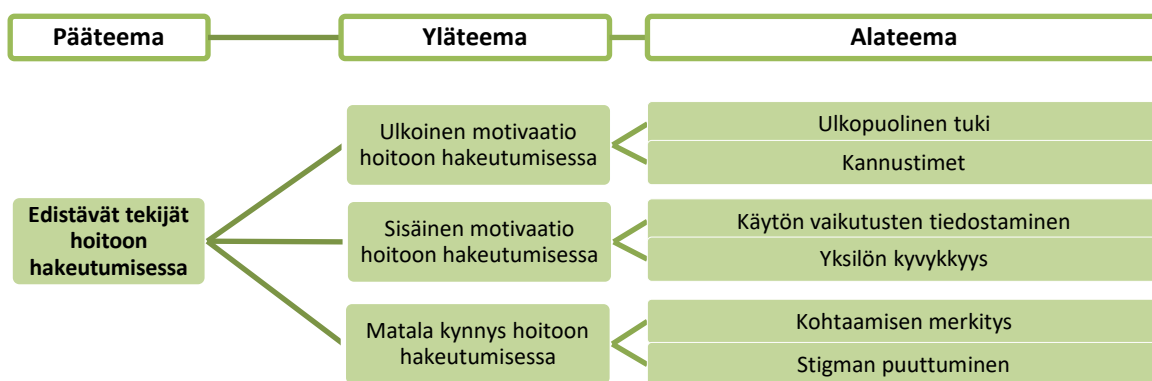 Pääteema
Yläteema
Alateema
Edistävät tekijät
hoitoon
hakeutumisessa
Ulkoinen motivaatio
hoitoon hakeutumisessa
Ulkopuolinen tuki
Kannustimet
Sisäinen motivaatio
hoitoon hakeutumisessa
Käytön vaikutusten tiedostaminen
Yksilön kyvykkyys
Matala kynnys hoitoon
hakeutumisessa
Kohtaamisen merkitys
Stigman puuttuminen